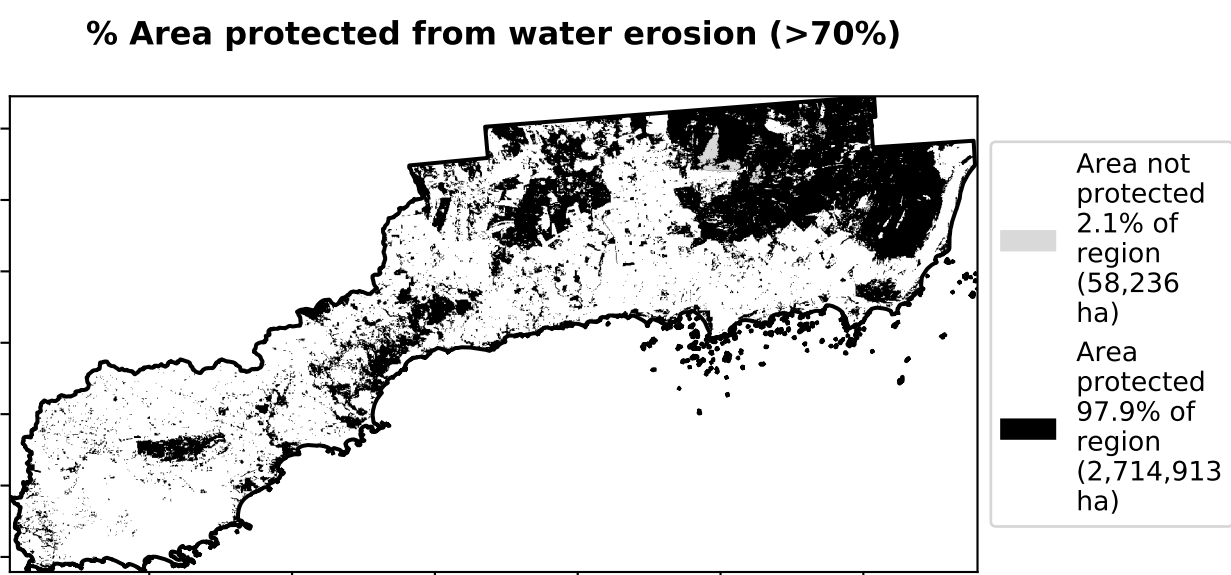 % Area protected from water erosion (>70%)
Area not
protected
2.1% of
region
(58,236
ha)
Area
protected
97.9% of
region
(2,714,913
ha)